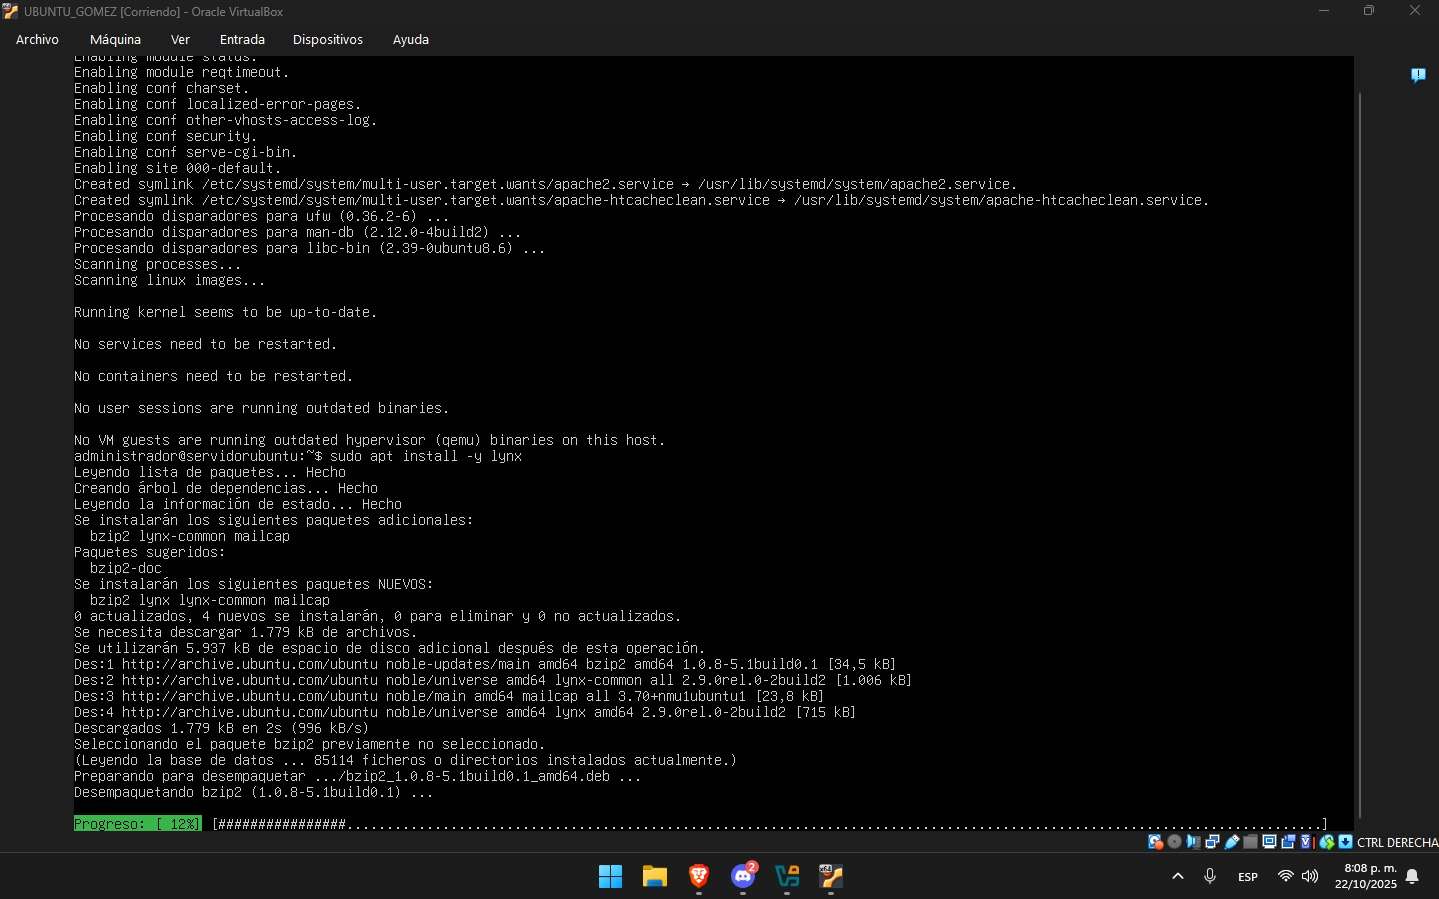 UBUNTU_GOMEZ [Corriendo] - Oracle VirtualBox
Archivo Máquina Ver Entrada Dispositivos Ayuda
Enabling module status.
Enabling module reqtimeout.
Enabling conf charset.
Enabling conf localized-error-pages.
Enabling conf other-vhosts-access-log.
Enabling conf security.
Enabling conf serve-cgi-bin.
Enabling site 000-default.
Created symlink /etc/systemd/system/multi-user.target.wants/apache2.service → /usr/lib/systemd/system/apache2.service.
Created symlink /etc/systemd/system/multi-user.target.wants/apache-htcacheclean.service → /usr/lib/systemd/system/apache-htcacheclean.service.
Procesando disparadores para ufw (0.36.2-6) ...
Procesando disparadores para man-db (2.12.0-4build2) ...
Procesando disparadores para libc-bin (2.39-0ubuntu8.6) ...
Scanning processes...
Scanning linux images...
Running kernel seems to be up-to-date.
No services need to be restarted.
No containers need to be restarted.
No user sessions are running outdated binaries.
No VM guests are running outdated hypervisor (qemu) binaries on this host.
administrador@servidorubuntu:~$ sudo apt install -y lynx
Leyendo lista de paquetes... Hecho
Creando árbol de dependencias... Hecho
Leyendo la información de estado... Hecho
Se instalarán los siguientes paquetes adicionales:
bzip2 lynx-common mailcap
Paquetes sugeridos:
bzip2-doc
Se instalarán los siguientes paquetes NUEVOS:
bzip2 lynx lynx-common mailcap
0 actualizados, 4 nuevos se instalarán, 0 para eliminar y 0 no actualizados.
Se necesita descargar 1.779 kB de archivos.
Se utilizarán 5.937 kB de espacio de disco adicional después de esta operación.
Des:1 http://archive.ubuntu.com/ubuntu noble-updates/main amd64 bzip2 amd64 1.0.8-5.1build0.1 [34,5 kB]
Des:2 http://archive.ubuntu.com/ubuntu noble/universe amd64 lynx-common all 2.9.0rel.0-2build2 [1.006 kB]
Des:3 http://archive.ubuntu.com/ubuntu noble/main amd64 mailcap all 3.70+nmu1ubuntu1 [23,8 kB]
Des:4 http://archive.ubuntu.com/ubuntu noble/universe amd64 lynx amd64 2.9.0rel.0-2build2 [715 kB]
Descargados 1.779 kB en 2s (996 kB/s)
Seleccionando el paquete bzip2 previamente no seleccionado.
(Leyendo la base de datos ... 85114 ficheros o directorios instalados actualmente.)
Preparando para desempaquetar .../bzip2_1.0.8-5.1build0.1_amd64.deb ...
Desempaquetando bzip2 (1.0.8-5.1build0.1) ...
Progreso: [ 12%] [################..........................................................................................................................]
CTRL DERECHA
2
ESP
8:08 p. m.
22/10/2025